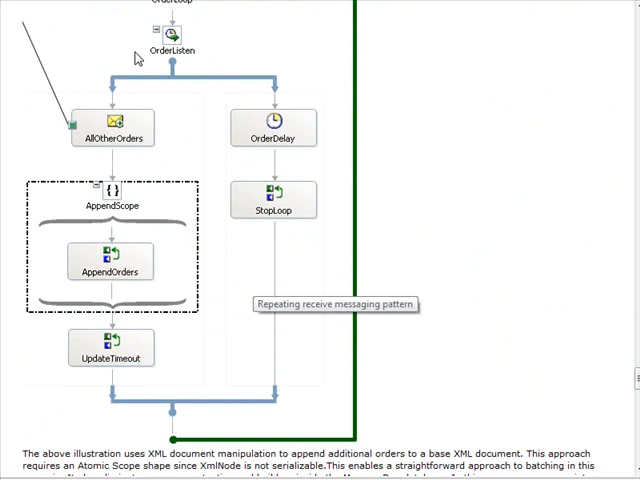 OrderLoop
OrderListen
AllOtherOrders
OrderDelay
AppendScope
StopLoop
AppendOrders
Repeating receive messaging pattern
UpdateTimeout
The above illustration uses XML document manipulation to append additional orders to a base XML document. This approach
requires an Atomic Scope shape since XmlNode is not serializable.This enables a straightforward approach to batching in this